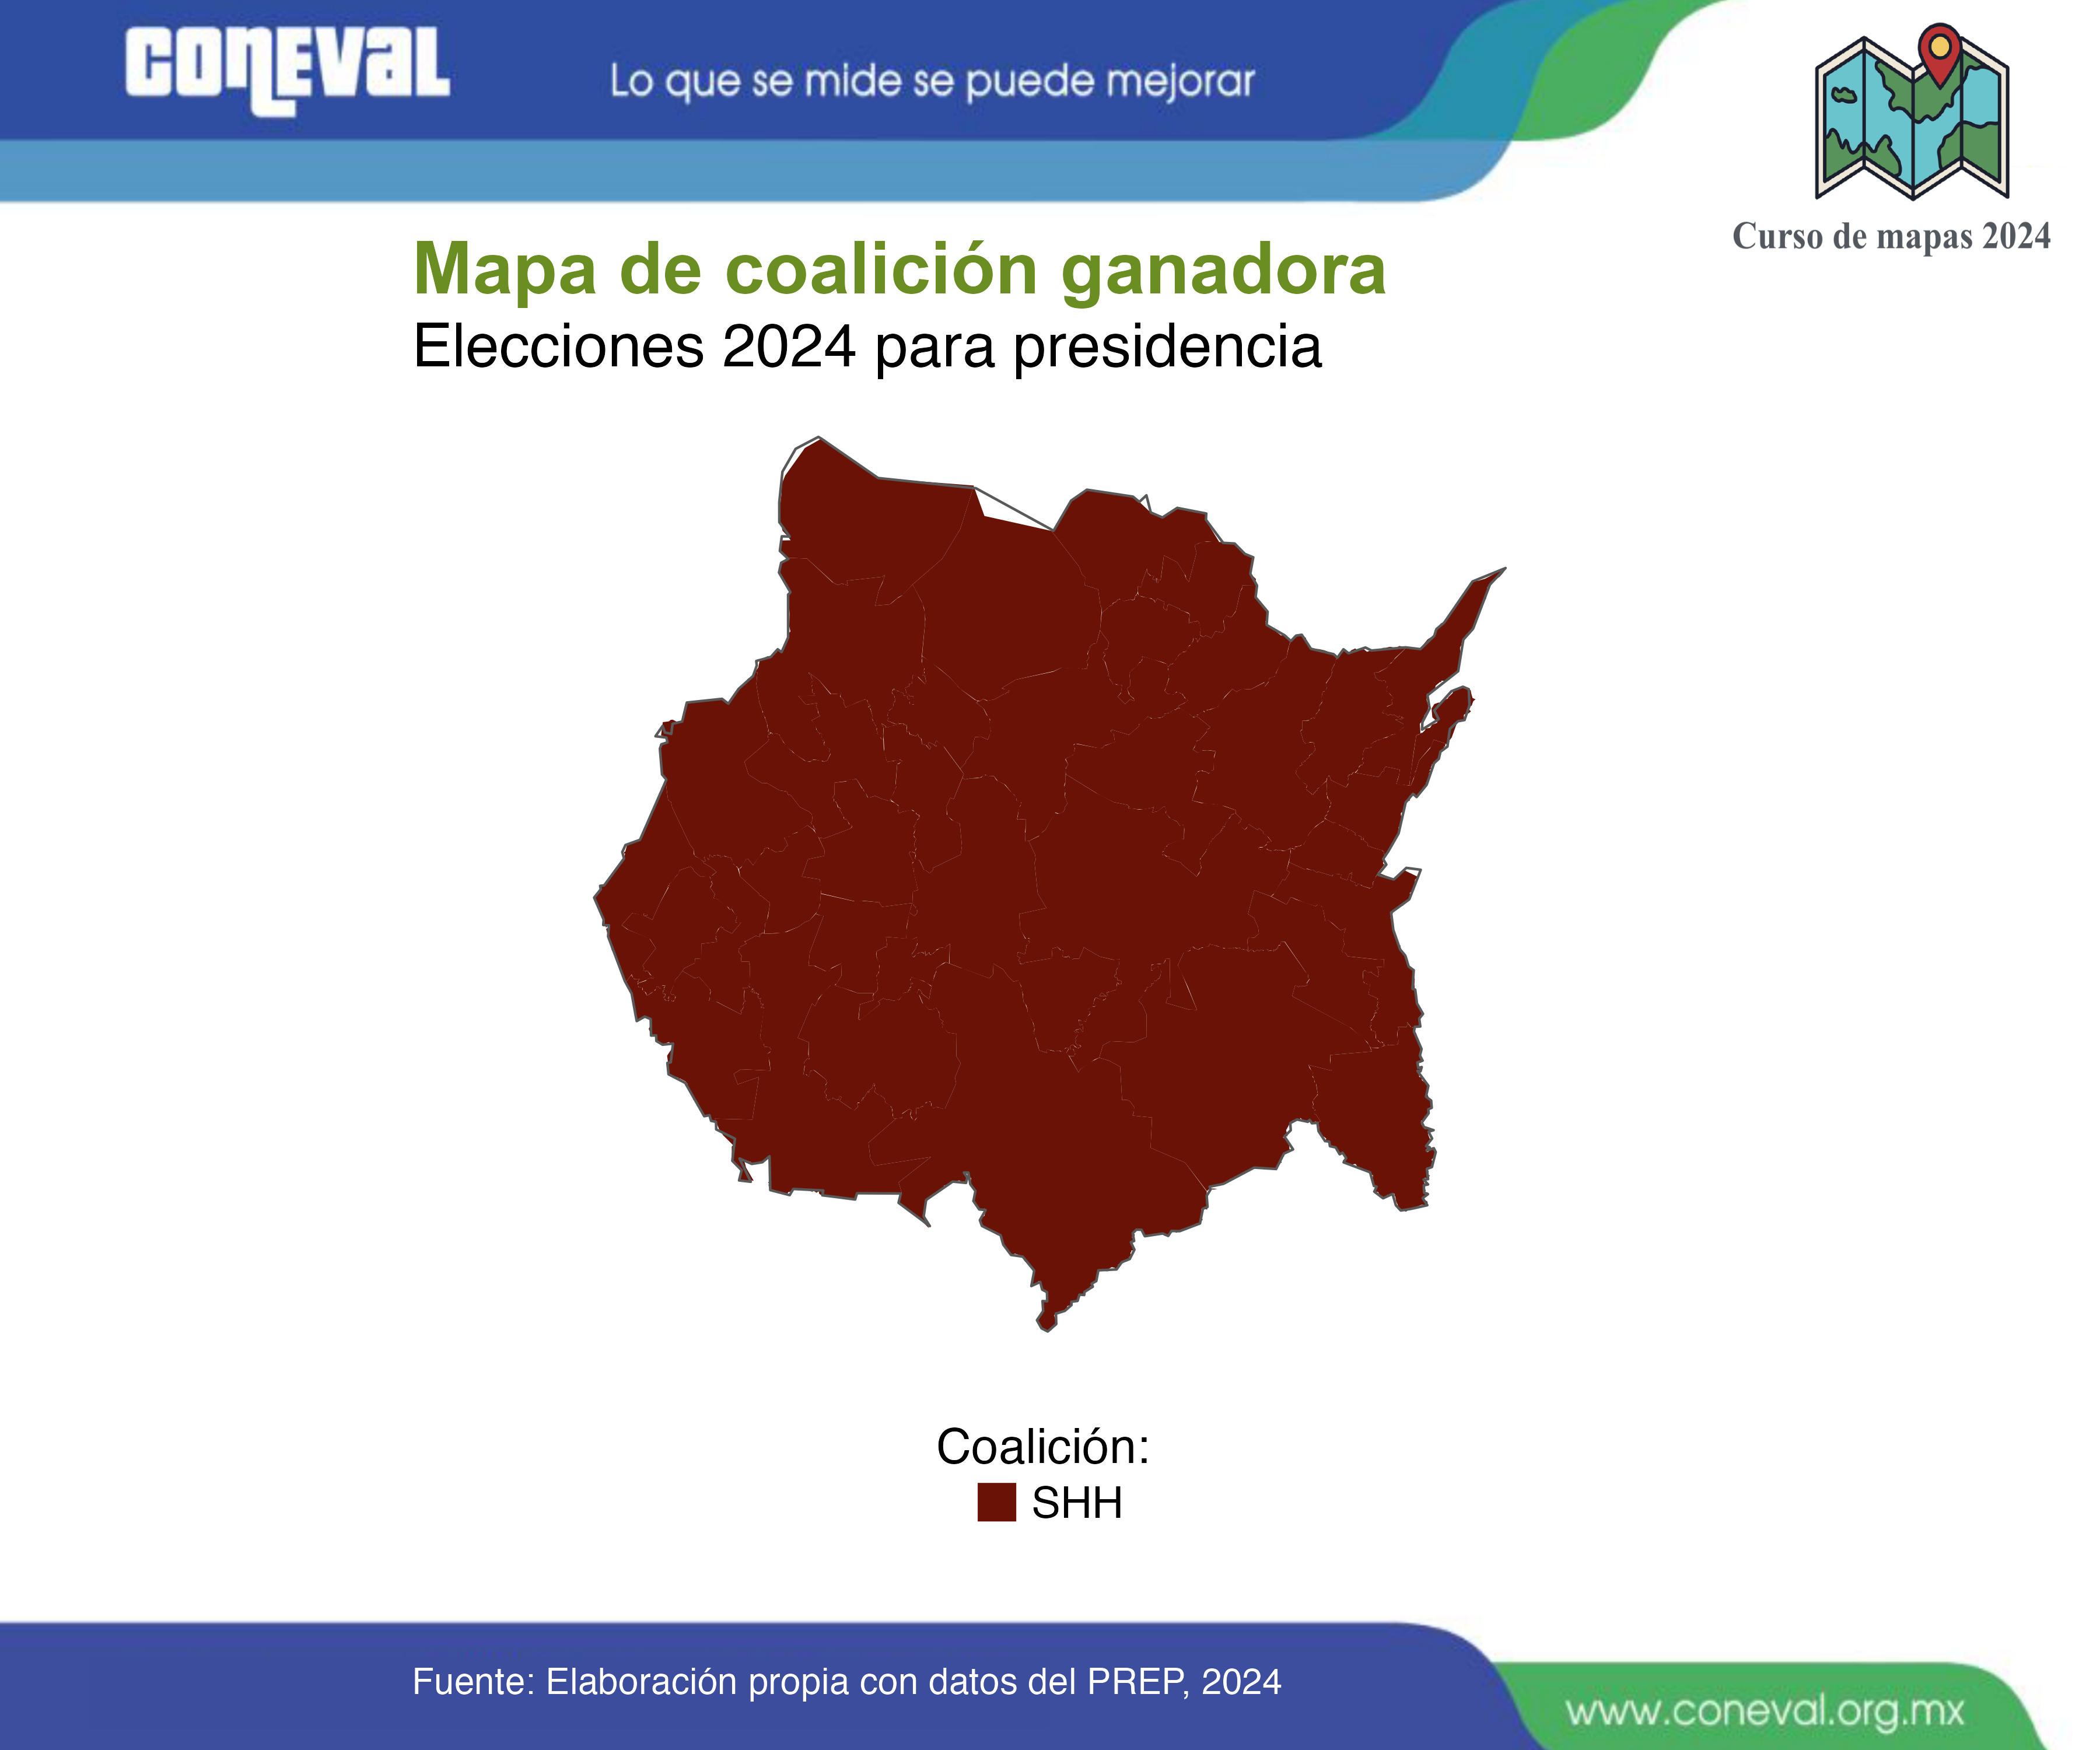 CONEVAL
Lo que se mide se puede mejorar
Curso de mapas 2024
Mapa de coalición ganadora
Elecciones 2024 para presidencia
Coalición:
SHH
Fuente: Elaboración propia con datos del PREP, 2024
www.coneval.org.mx